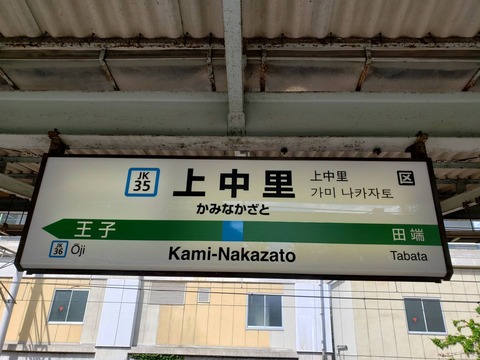 JK
35
上中里
上中里
가미 나카자토
区
かみなかざと
王子
田端
JK
36
Ōji
Kami-Nakazato
Tabata